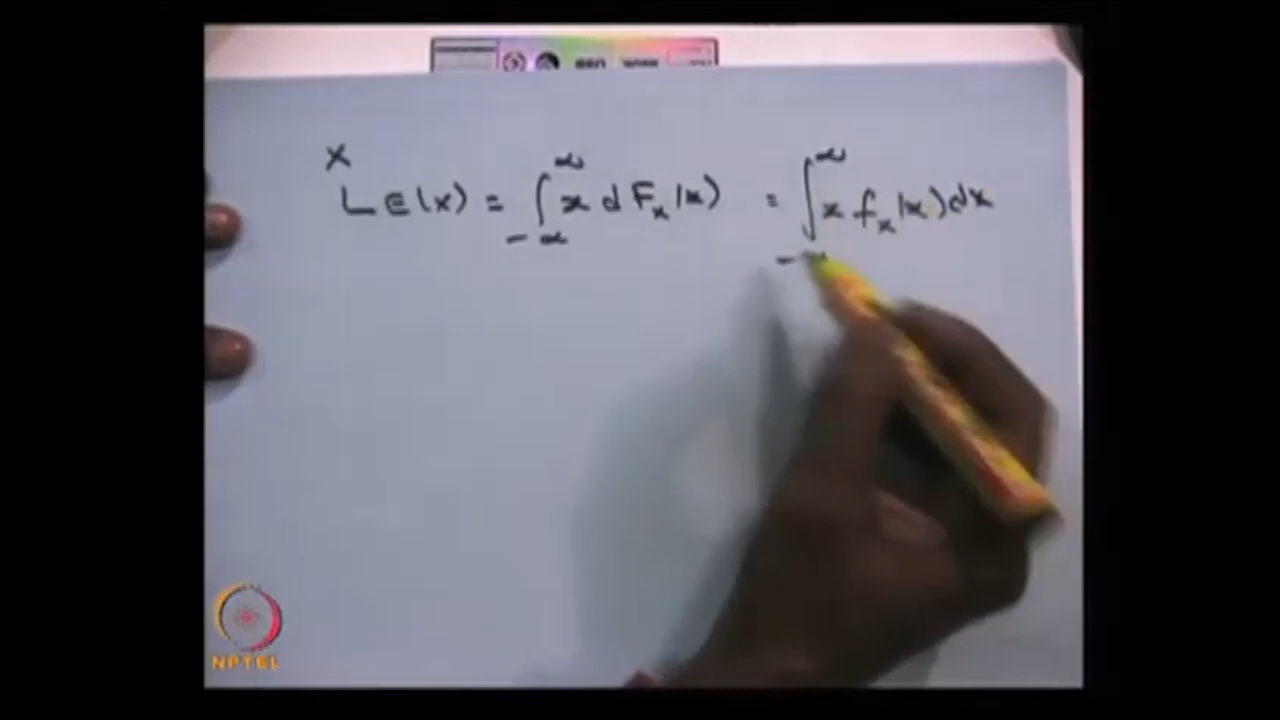 X
E(X) = ∫_{-∞}^{∞} x dF_X(x) = ∫_{-∞}^{∞} x f_X(x) dx
NPTEL